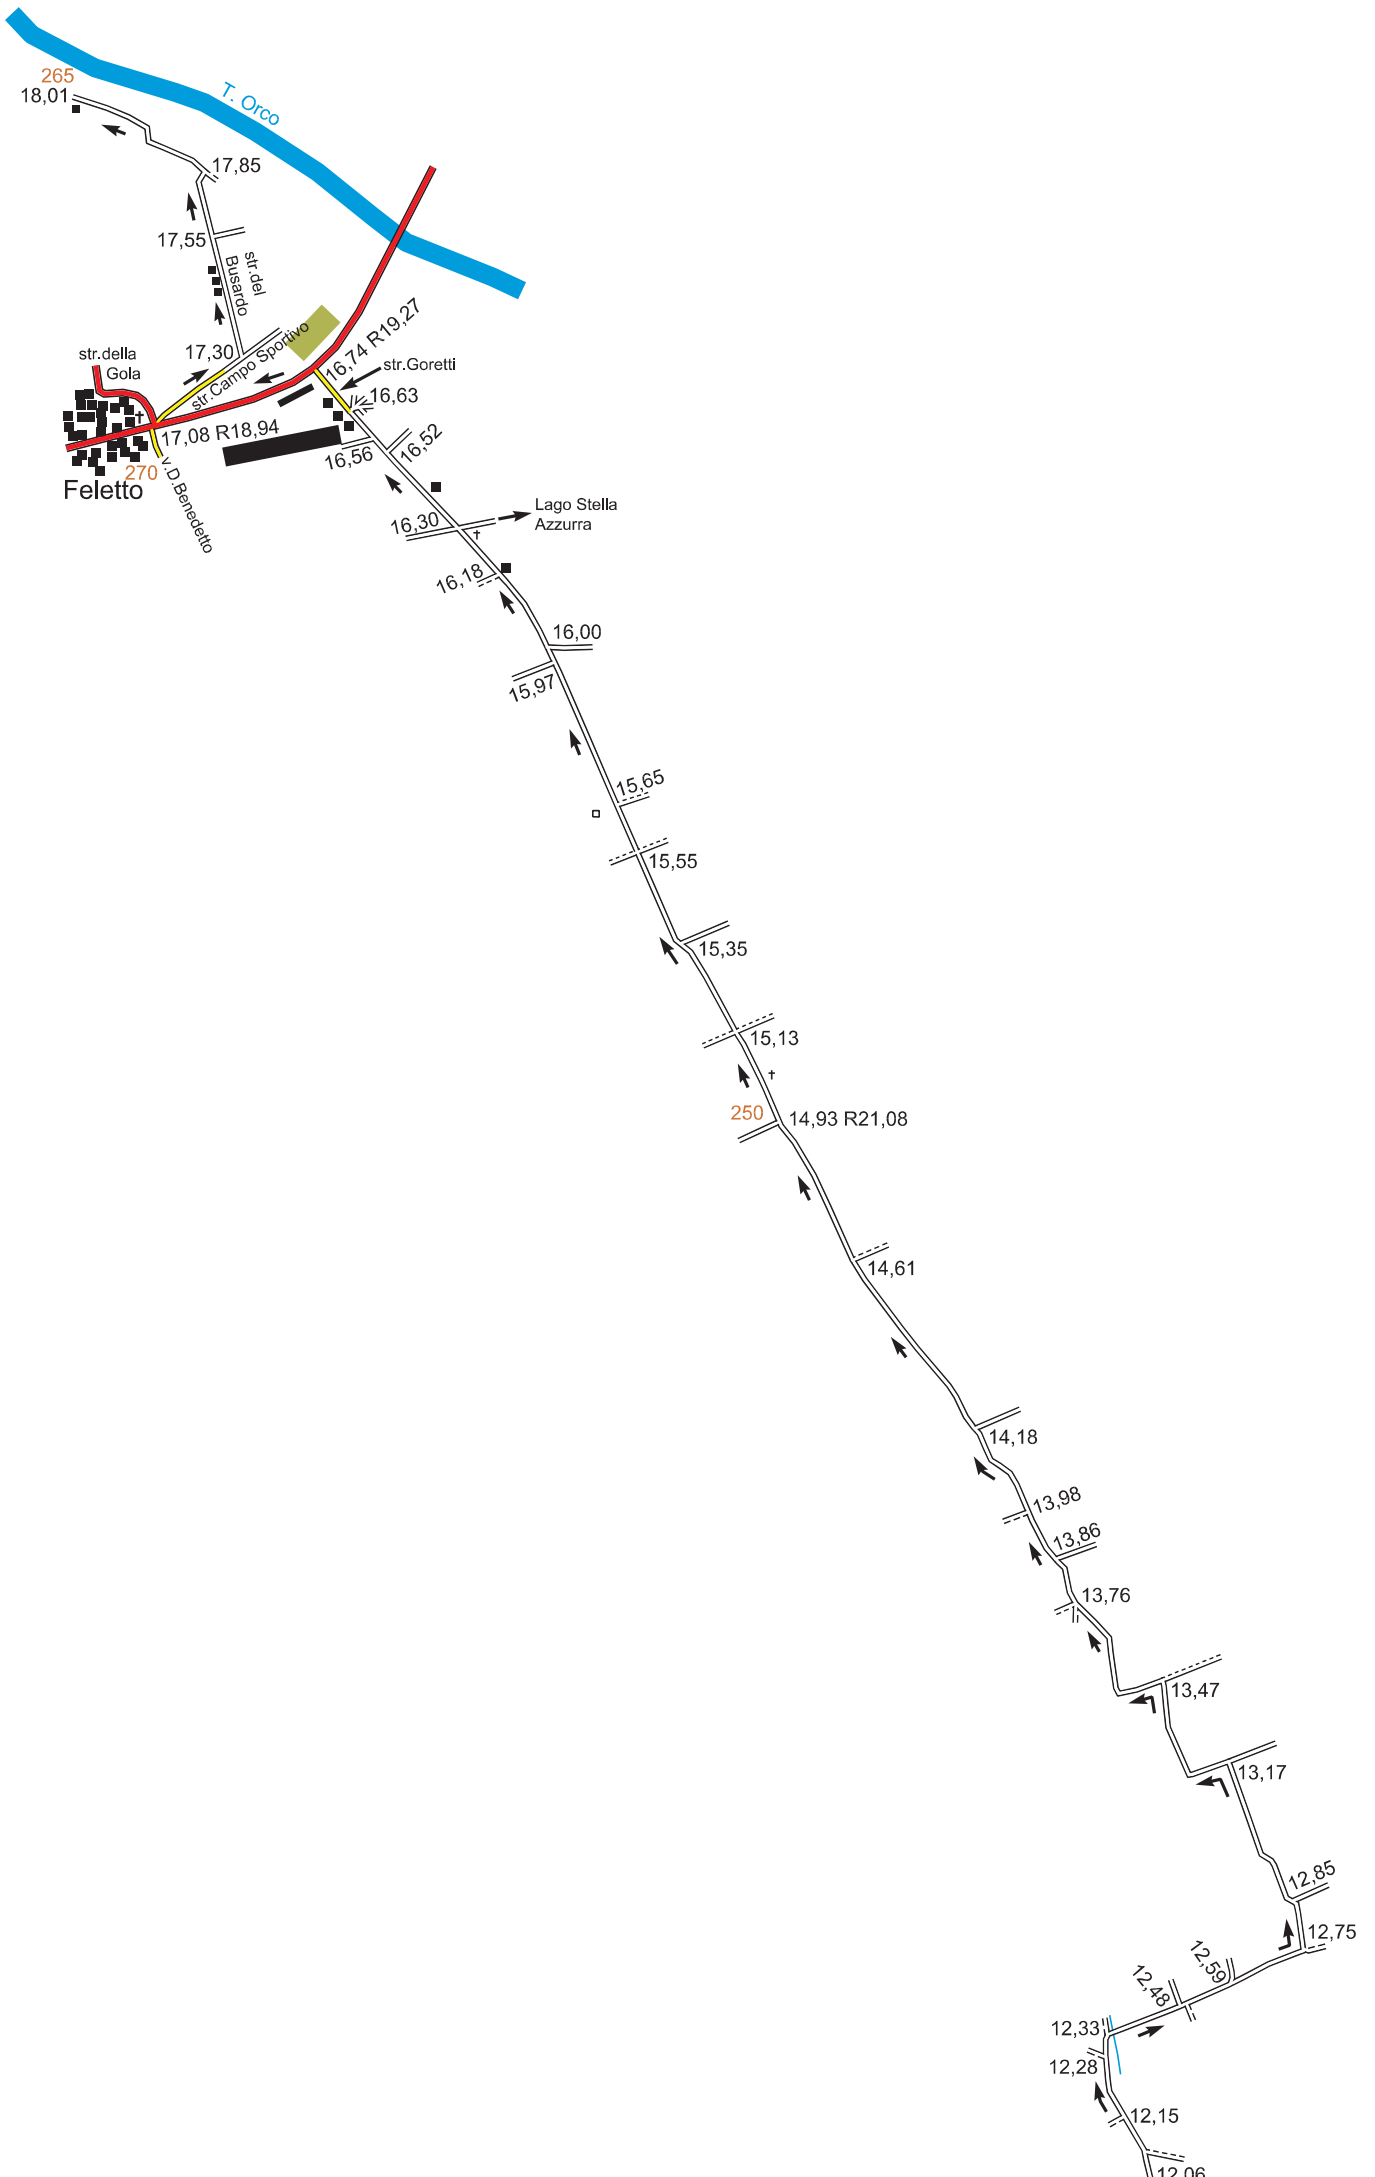 265
18,01
T. Orco
17,85
17,55
str.del
Busardo
16,74 R19,27
17,30
str.Campo Sportivo
str.della
Gola
str.Goretti
16,63
17,08 R18,94
16,52
16,56
270
Feletto
v.D.Benedetto
16,30
Lago Stella
Azzurra
16,18
16,00
15,97
15,65
15,55
15,35
15,13
250
14,93 R21,08
14,61
14,18
13,98
13,86
13,76
13,47
13,17
12,85
12,75
12,59
12,48
12,33
12,28
12,15
12,06